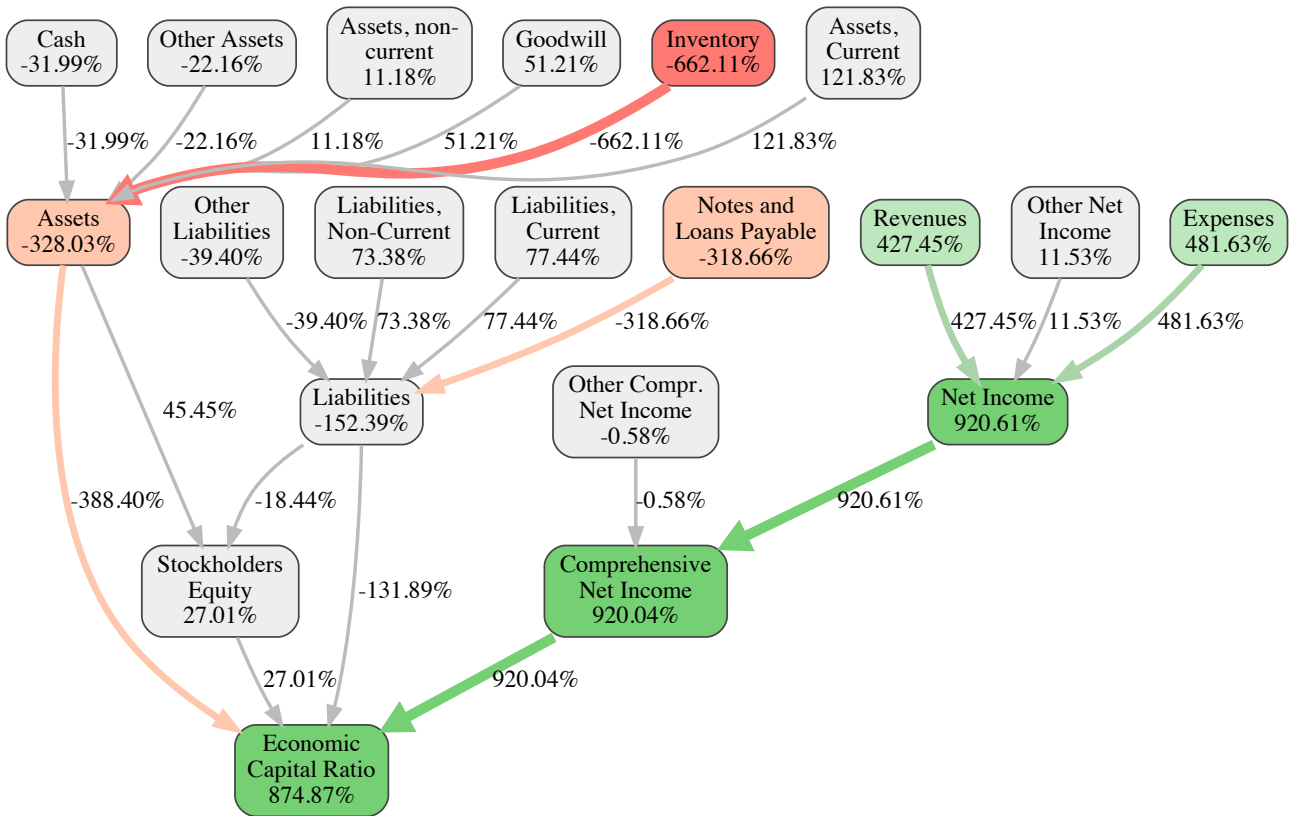 Cash
-31.99%
Other Assets
-22.16%
Assets, non-
current
11.18%
Goodwill
51.21%
Inventory
-662.11%
Assets,
Current
121.83%
-31.99%
-22.16%
11.18%
51.21%
-662.11%
121.83%
Assets
-328.03%
Other
Liabilities
-39.40%
Liabilities,
Non-Current
73.38%
Liabilities,
Current
77.44%
Notes and
Loans Payable
-318.66%
Revenues
427.45%
Other Net
Income
11.53%
Expenses
481.63%
-39.40%
73.38%
77.44%
-318.66%
427.45%
11.53%
481.63%
45.45%
Liabilities
-152.39%
Other Compr.
Net Income
-0.58%
Net Income
920.61%
-388.40%
-18.44%
-0.58%
920.61%
Stockholders
Equity
27.01%
-131.89%
Comprehensive
Net Income
920.04%
27.01%
920.04%
Economic
Capital Ratio
874.87%